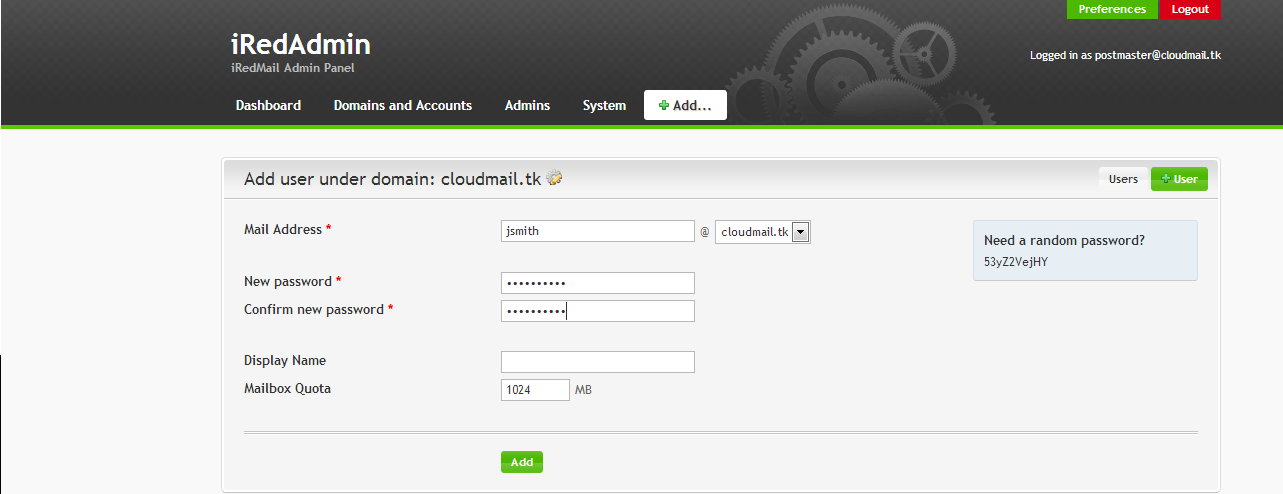 Preferences Logout
iRedAdmin
iRedMail Admin Panel
Logged in as postmaster@cloudmail.tk
Dashboard Domains and Accounts Admins System Add...
Add user under domain: cloudmail.tk
Users User
Mail Address * jsmith @ cloudmail.tk
Need a random password?
53yZ2VejHY
New password * ••••••••••
Confirm new password * ••••••••••
Display Name
Mailbox Quota 1024 MB
Add